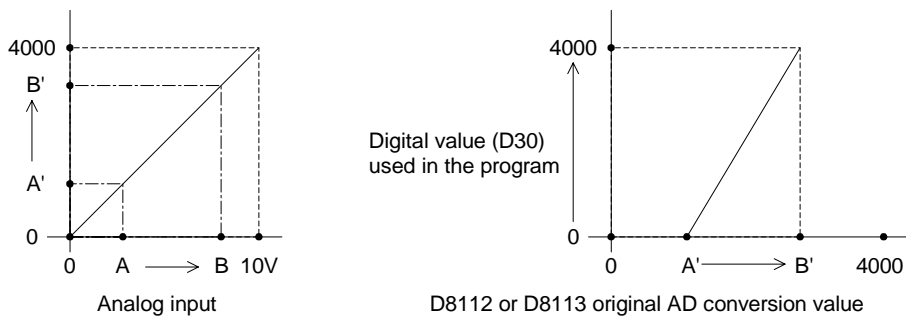 4000
B'
A'
0
0 A B 10V
Analog input
4000
Digital value (D30)
used in the program
0
0 A' B' 4000
D8112 or D8113 original AD conversion value